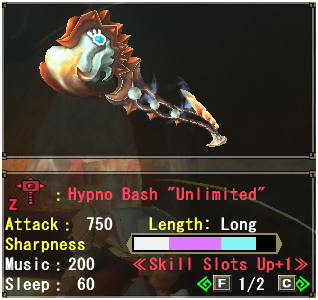 Z : Hypno Bash "Unlimited"
Attack : 750 Length: Long
Sharpness
Music : 200 ≪Skill Slots Up+1≫
Sleep : 60 F 1/2 C